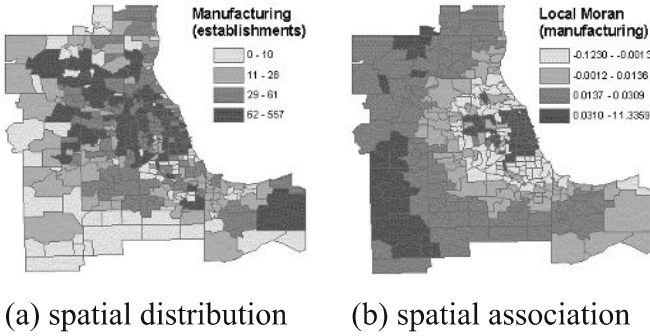 Manufacturing
(establishments)
0 - 10
11 - 28
29 - 61
62 - 557
Local Moran
(manufacturing)
-0.1230 - -0.0013
-0.0012 - 0.0136
0.0137 - 0.0309
0.0310 - 11.3359
(a) spatial distribution
(b) spatial association